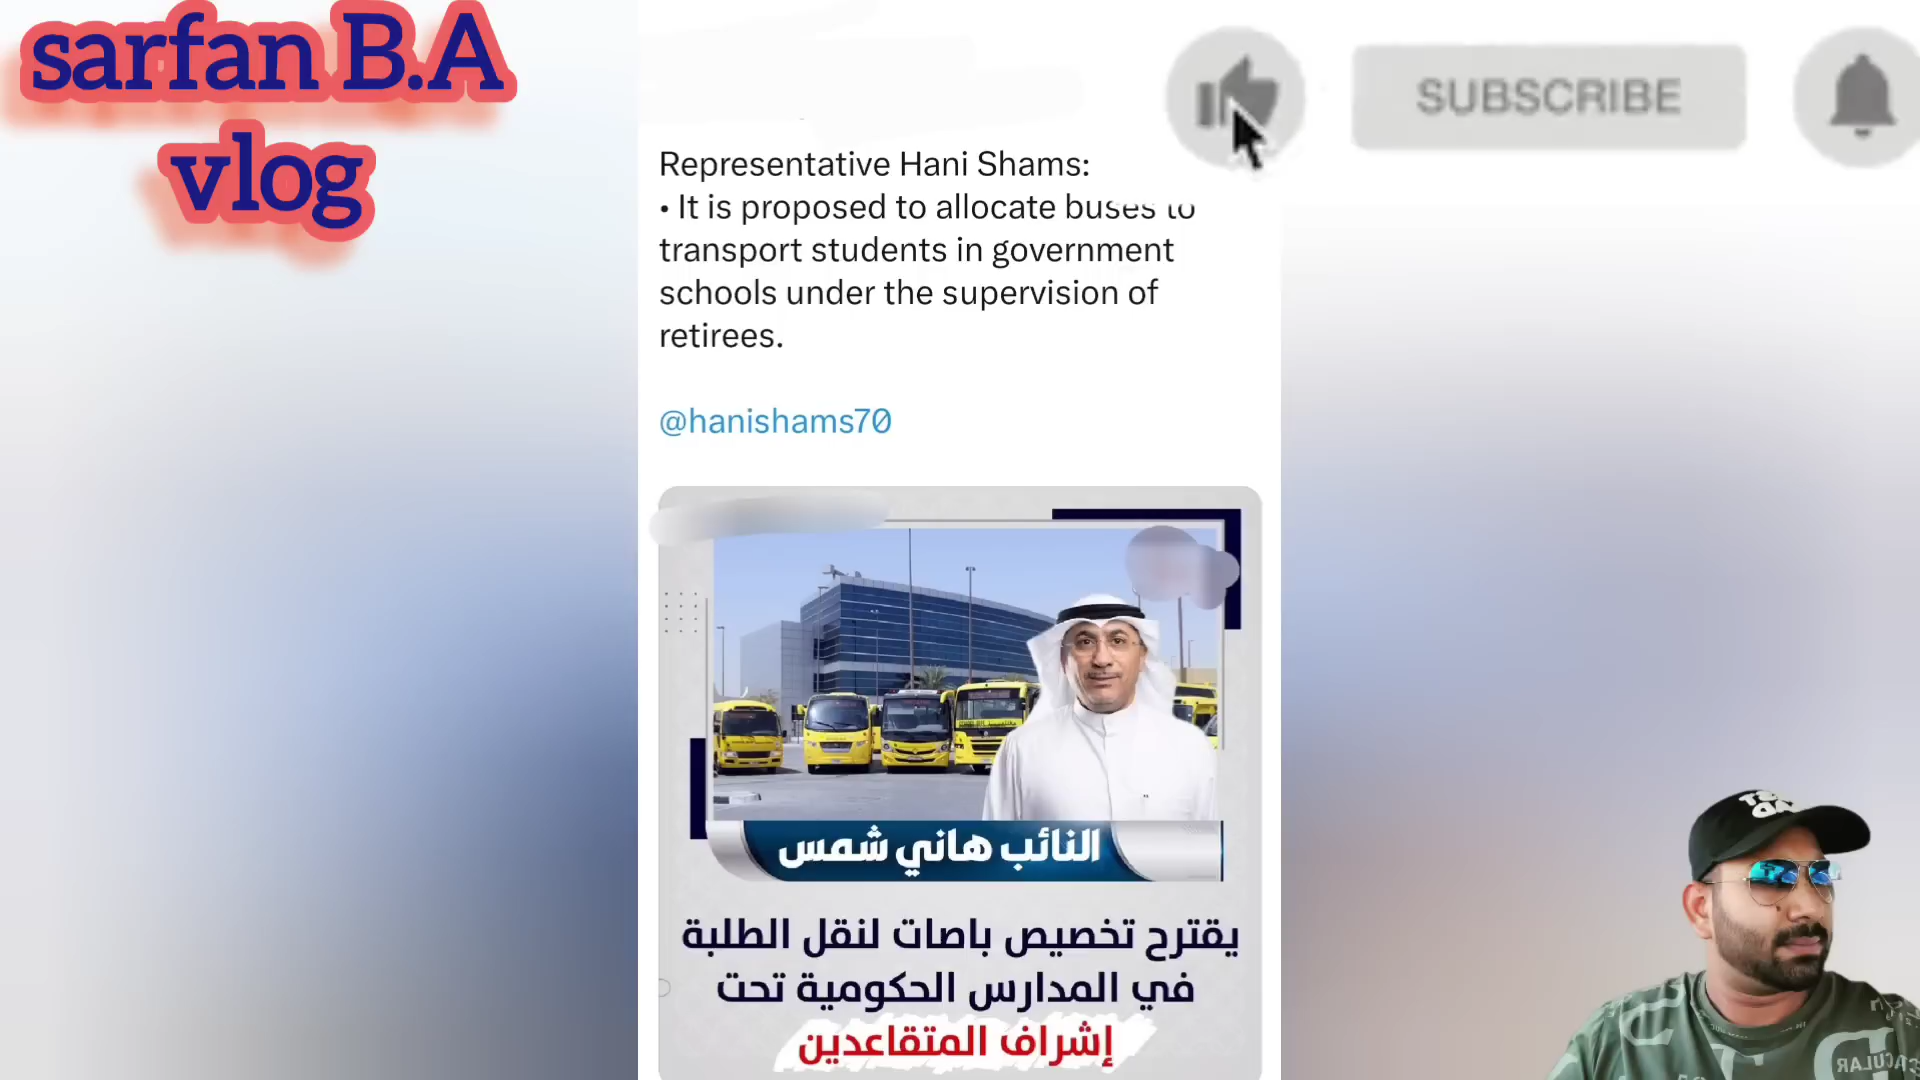 sarfan B.A
vlog
SUBSCRIBE
Representative Hani Shams:
• It is proposed to allocate buses to
transport students in government
schools under the supervision of
retirees.
@hanishams70
النائب هاني شمس
يقترح تخصيص باصات لنقل الطلبة
في المدارس الحكومية تحت
إشراف المتقاعدين